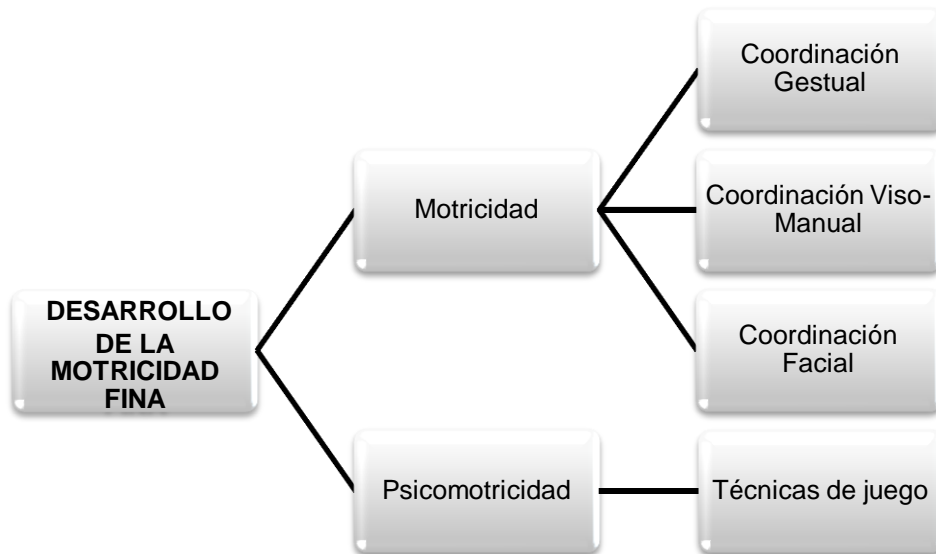 Coordinación
Gestual
Motricidad
Coordinación Viso-
Manual
DESARROLLO
DE LA
MOTRICIDAD
FINA
Coordinación
Facial
Psicomotricidad
Técnicas de juego